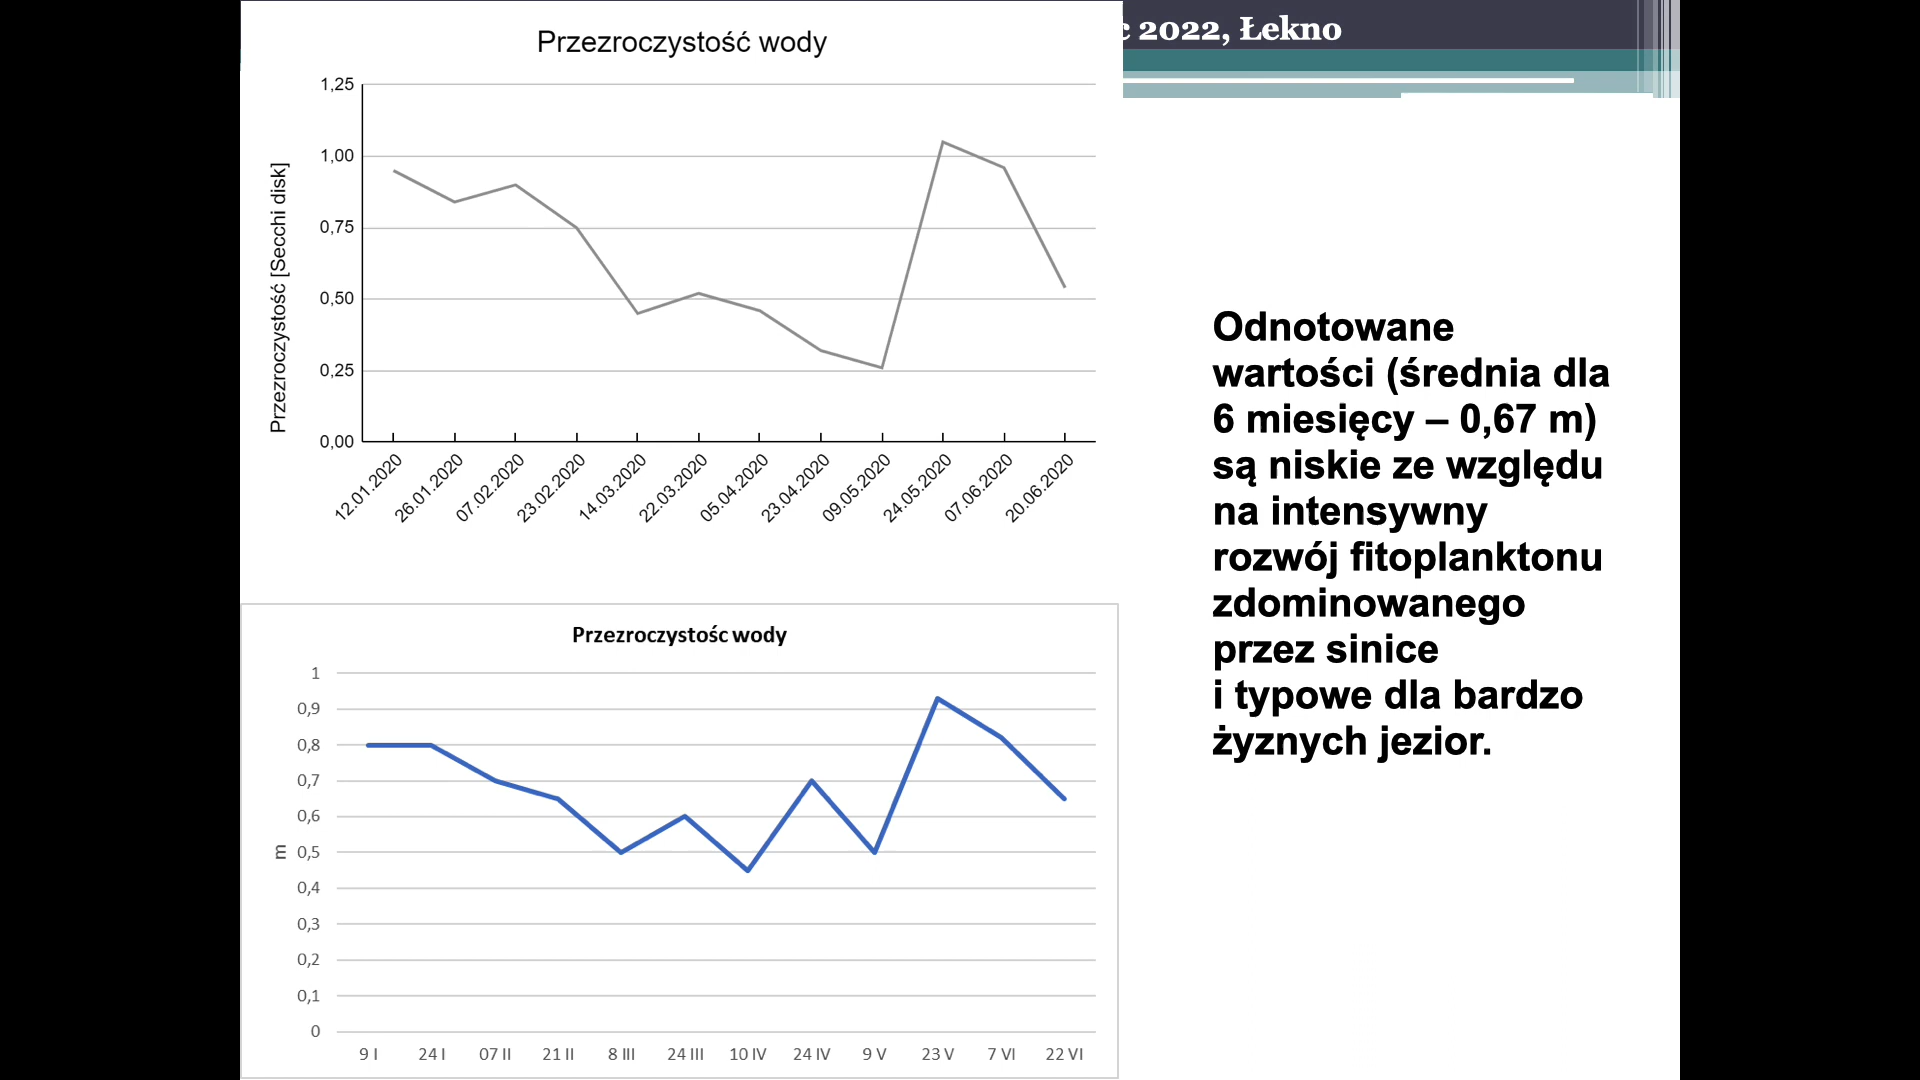 2022, Łekno
Przezroczystość wody
Przezroczystość [Secchi disk]
1,25
1,00
0,75
0,50
0,25
0,00
12.01.2020
26.01.2020
07.02.2020
23.02.2020
14.03.2020
22.03.2020
05.04.2020
23.04.2020
09.05.2020
24.05.2020
07.06.2020
20.06.2020
Przezroczystośc wody
m
1
0,9
0,8
0,7
0,6
0,5
0,4
0,3
0,2
0,1
0
9 I
24 I
07 II
21 II
8 III
24 III
10 IV
24 IV
9 V
23 V
7 VI
22 VI
Odnotowane
wartości (średnia dla
6 miesięcy – 0,67 m)
są niskie ze względu
na intensywny
rozwój fitoplanktonu
zdominowanego
przez sinice
i typowe dla bardzo
żyznych jezior.